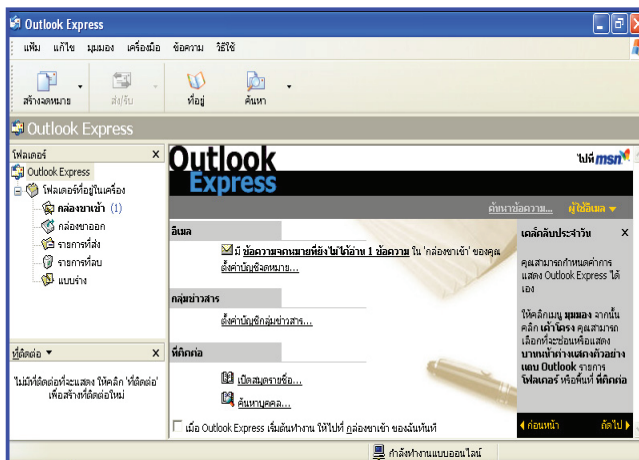 Outlook Express
แฟ้ม แก้ไข มุมมอง เครื่องมือ ข้อความ วิธีใช้
สร้างจดหมาย ส่ง/รับ ที่อยู่ ค้นหา
Outlook Express
โฟลเดอร์
Outlook Express
โฟลเดอร์ที่อยู่ในเครื่อง
กล่องขาเข้า (1)
กล่องขาออก
รายการที่ส่ง
รายการที่ลบ
แบบร่าง
ที่ติดต่อ
ไม่มีที่ติดต่อที่จะแสดง ให้คลิก 'ที่ติดต่อ'
เพื่อสร้างที่ติดต่อใหม่
Outlook
Express
ไปที่ msn
ค้นหาข้อความ... ผู้ใช้อีเมล
อีเมล
มี ข้อความจดหมายที่ยังไม่ได้อ่าน 1 ข้อความ ใน 'กล่องขาเข้า' ของคุณ
ตั้งค่าบัญชีจดหมาย...
กลุ่มข่าวสาร
ตั้งค่าบัญชีกลุ่มข่าวสาร...
ที่ติดต่อ
เปิดสมุดรายชื่อ...
ค้นหาบุคคล...
เมื่อ Outlook Express เริ่มต้นทำงาน ให้ไปที่ กล่องขาเข้า ของฉันทันที
เคล็ดลับประจำวัน
คุณสามารถกำหนดค่าการ
แสดง Outlook Express ได้
เอง
ให้คลิกเมนู มุมมอง จากนั้น
คลิก เค้าโครง คุณสามารถ
เลือกที่จะซ่อนหรือแสดง
บานหน้าต่างแสดงตัวอย่าง
แถบ Outlook รายการ
โฟลเดอร์ หรือพื้นที่ ที่ติดต่อ
ก่อนหน้า ถัดไป
กำลังทำงานแบบออนไลน์